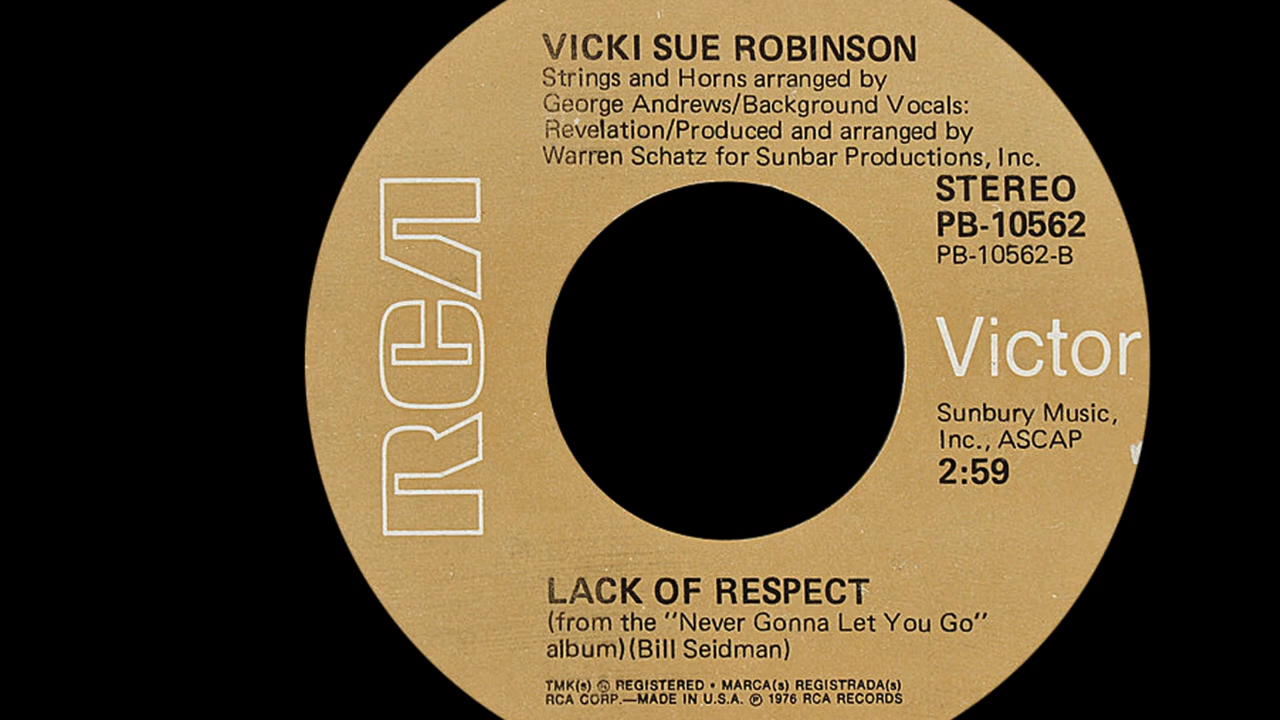 VICKI SUE ROBINSON
Strings and Horns arranged by
George Andrews/Background Vocals:
Revelation/Produced and arranged by
Warren Schatz for Sunbar Productions, Inc.
STEREO
PB-10562
PB-10562-B
RCA
Victor
Sunbury Music,
Inc., ASCAP
2:59
LACK OF RESPECT
(from the "Never Gonna Let You Go"
album)(Bill Seidman)
TMK(s) ® REGISTERED • MARCA(s) REGISTRADA(s)
RCA CORP.—MADE IN U.S.A. ℗ 1976 RCA RECORDS